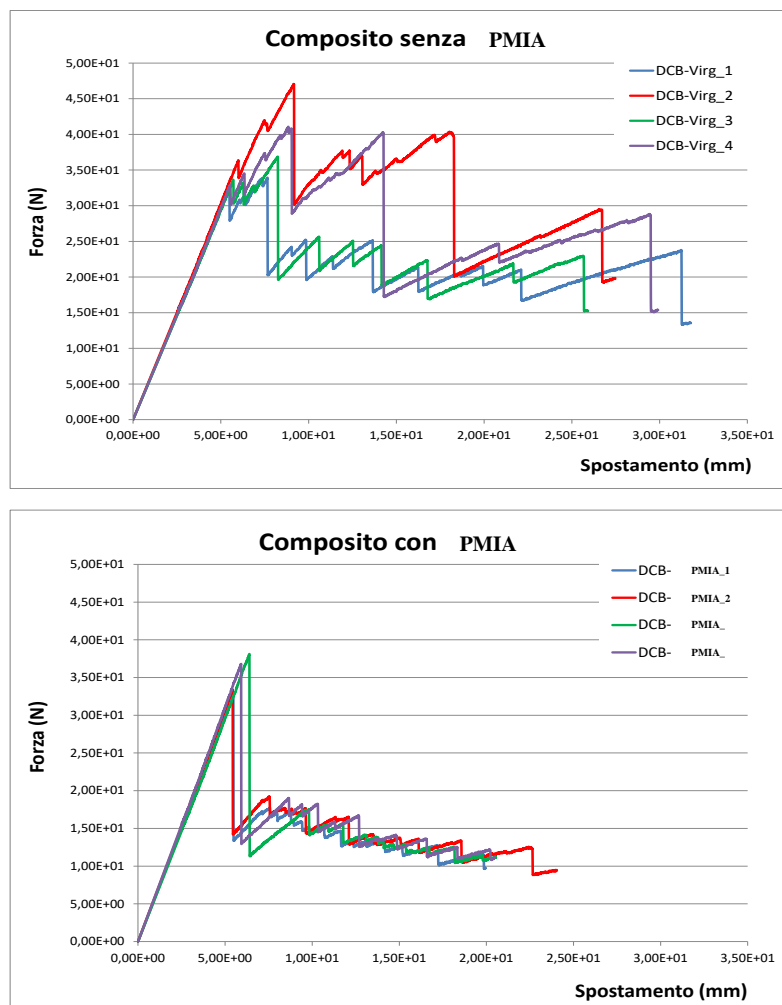 Composito senza PMIA
5,00E+01
4,50E+01
4,00E+01
3,50E+01
3,00E+01
2,50E+01
2,00E+01
1,50E+01
1,00E+01
5,00E+00
0,00E+00
Forza (N)
DCB-Virg_1
DCB-Virg_2
DCB-Virg_3
DCB-Virg_4
0,00E+00 5,00E+00 1,00E+01 1,50E+01 2,00E+01 2,50E+01 3,00E+01 3,50E+01
Spostamento (mm)
Composito con PMIA
5,00E+01
4,50E+01
4,00E+01
3,50E+01
3,00E+01
2,50E+01
2,00E+01
1,50E+01
1,00E+01
5,00E+00
0,00E+00
Forza (N)
DCB- PMIA_1
DCB- PMIA_2
DCB- PMIA_
DCB- PMIA_
0,00E+00 5,00E+00 1,00E+01 1,50E+01 2,00E+01 2,50E+01 3,00E+01 3,50E+01
Spostamento (mm)